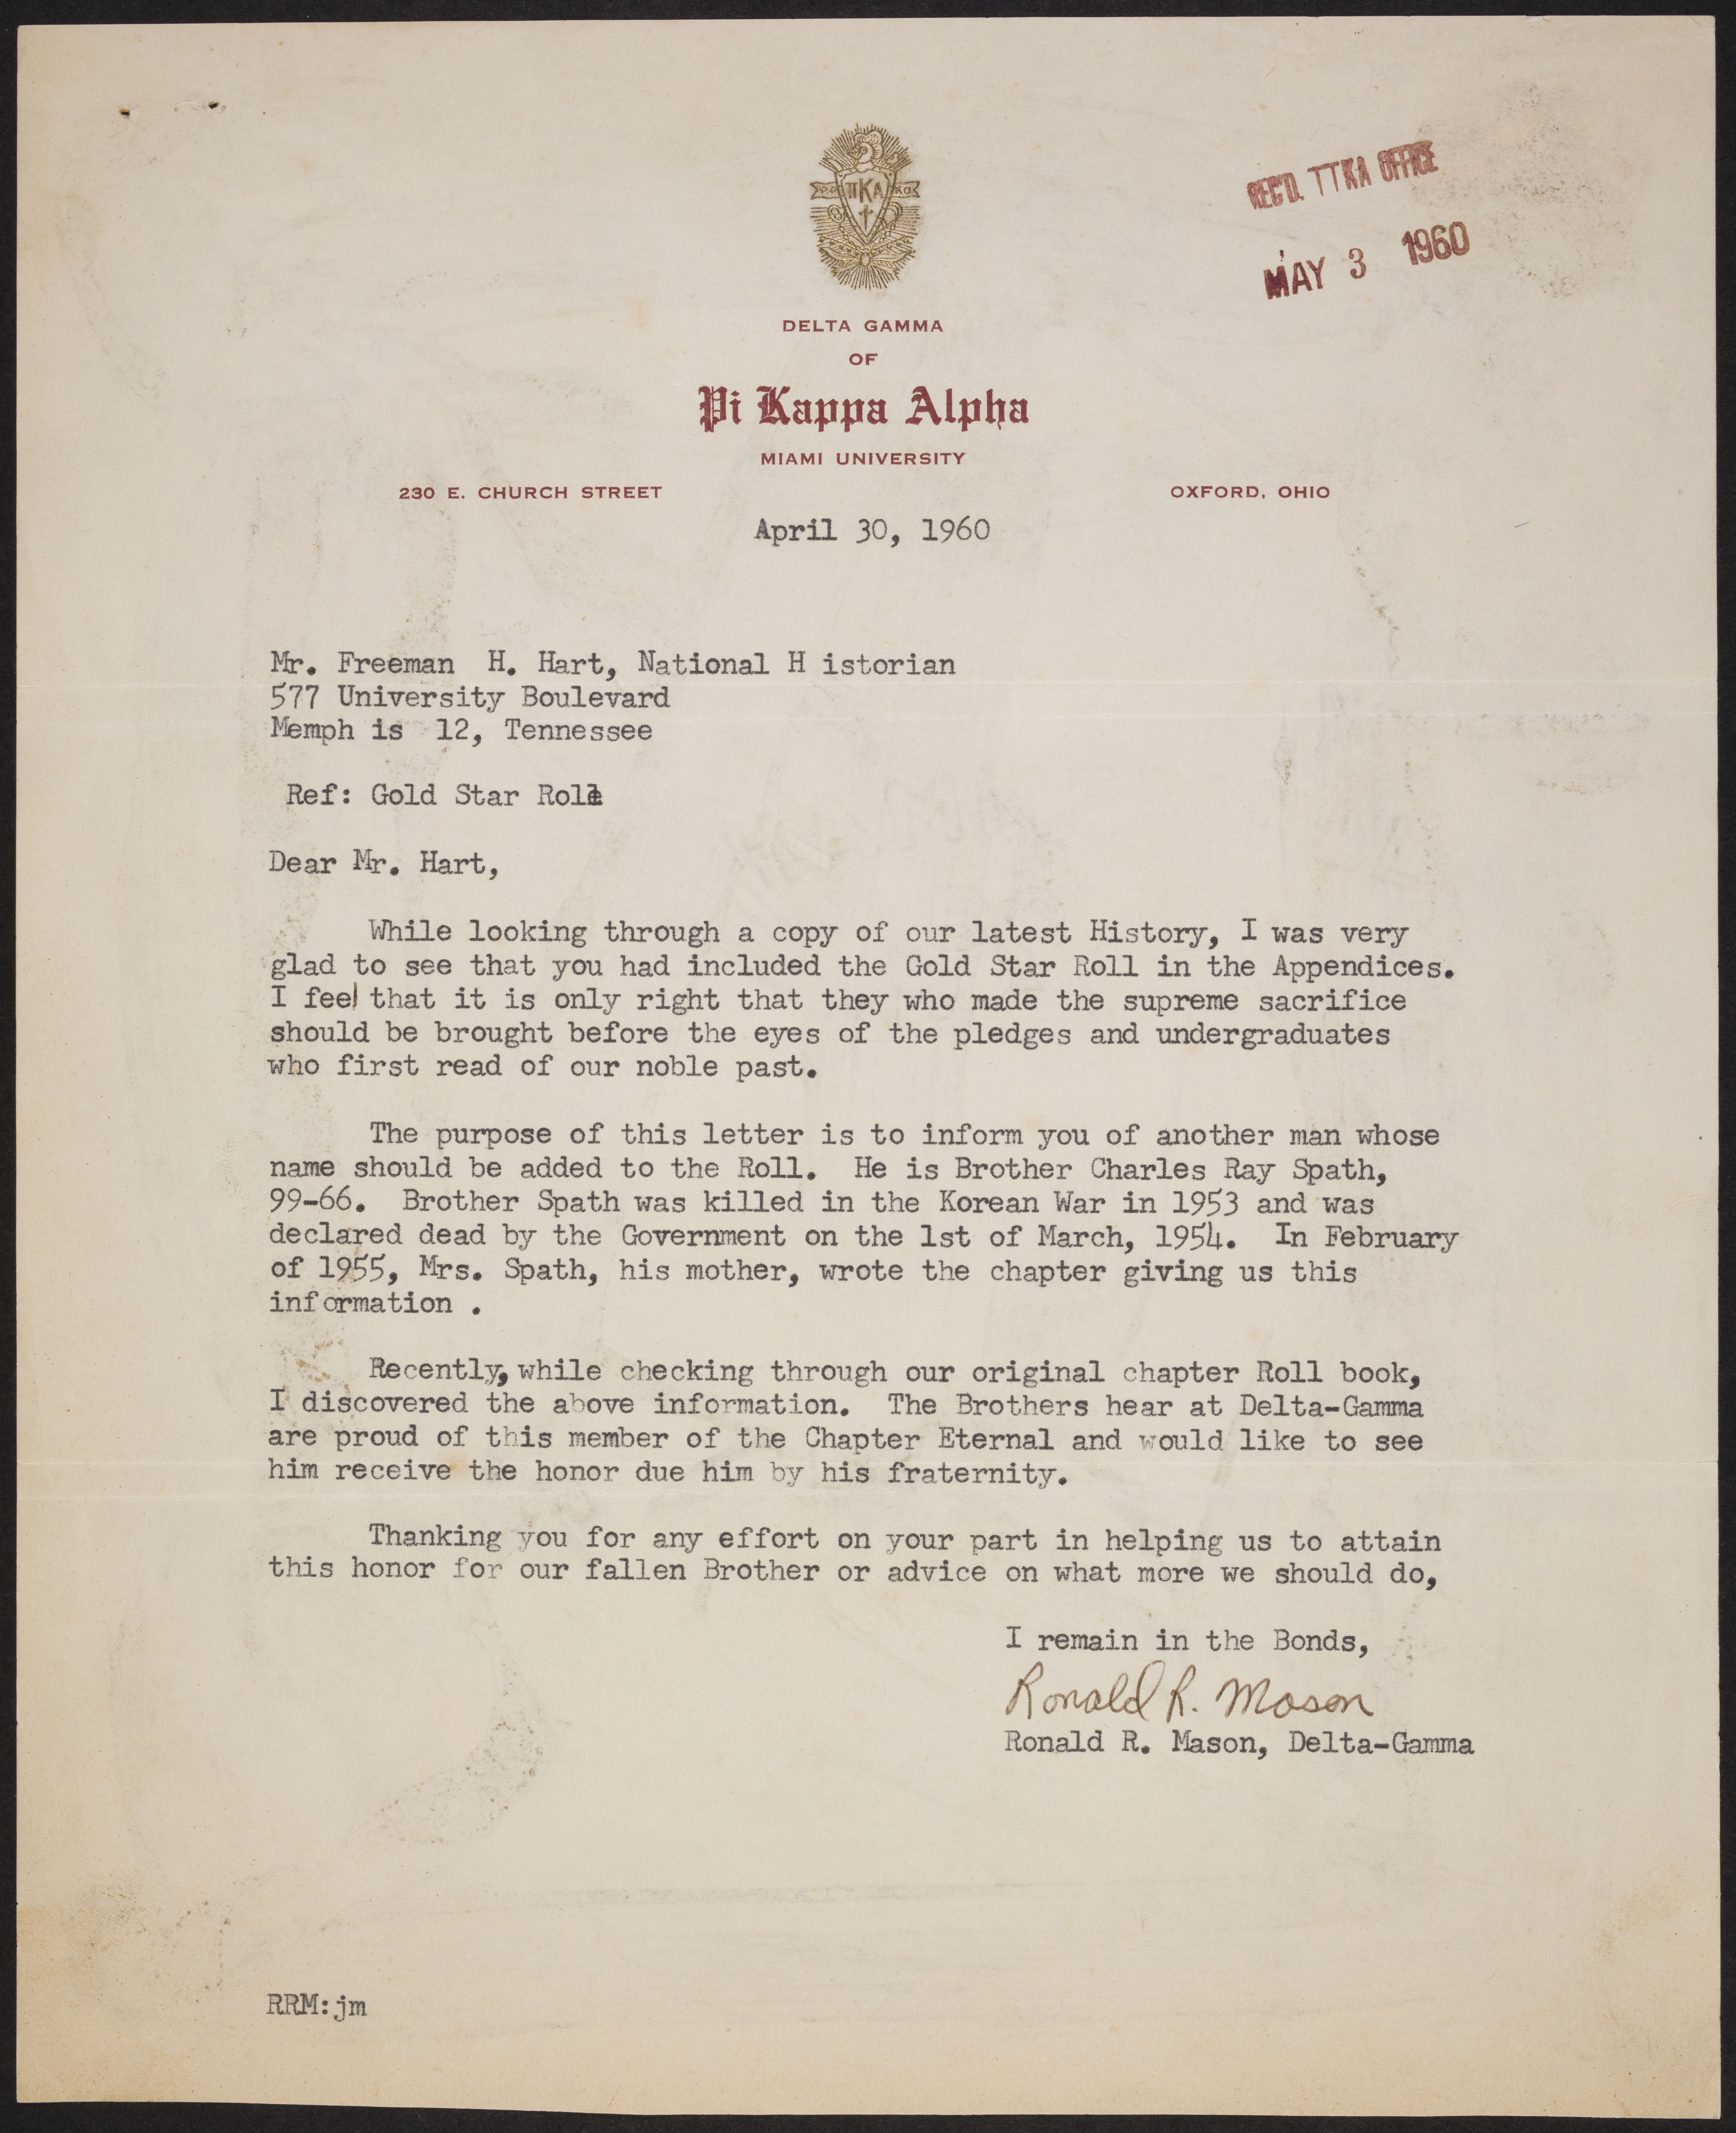 ΠΚΑ
REC'D. TTKA OFFICE
MAY 3 1960
DELTA GAMMA
OF
Pi Kappa Alpha
MIAMI UNIVERSITY
230 E. CHURCH STREET OXFORD, OHIO
April 30, 1960
Mr. Freeman H. Hart, National H istorian
577 University Boulevard
Memph is 12, Tennessee
Ref: Gold Star Roll
Dear Mr. Hart,
While looking through a copy of our latest History, I was very
glad to see that you had included the Gold Star Roll in the Appendices.
I feel that it is only right that they who made the supreme sacrifice
should be brought before the eyes of the pledges and undergraduates
who first read of our noble past.
The purpose of this letter is to inform you of another man whose
name should be added to the Roll. He is Brother Charles Ray Spath,
99-66. Brother Spath was killed in the Korean War in 1953 and was
declared dead by the Government on the 1st of March, 1954. In February
of 1955, Mrs. Spath, his mother, wrote the chapter giving us this
information .
Recently, while checking through our original chapter Roll book,
I discovered the above information. The Brothers hear at Delta-Gamma
are proud of this member of the Chapter Eternal and would like to see
him receive the honor due him by his fraternity.
Thanking you for any effort on your part in helping us to attain
this honor for our fallen Brother or advice on what more we should do,
I remain in the Bonds,
Ronald R. Mason
Ronald R. Mason, Delta-Gamma
RRM:jm